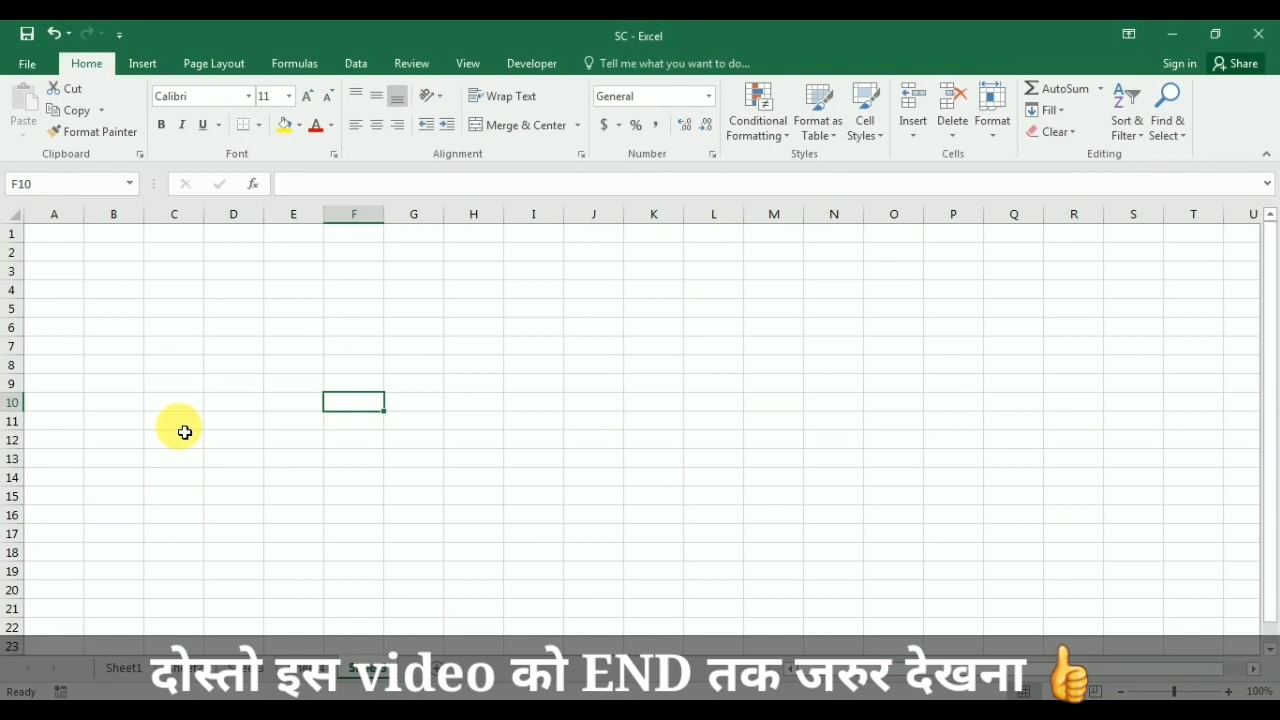 SC - Excel
File Home Insert Page Layout Formulas Data Review View Developer Tell me what you want to do... Sign in Share
Cut
Copy
Format Painter
Paste
Calibri 11
B I U
Wrap Text
Merge & Center
General
$ % ,
Conditional Formatting
Format as Table
Cell Styles
Insert
Delete
Format
AutoSum
Fill
Clear
Sort & Filter
Find & Select
Clipboard Font Alignment Number Styles Cells Editing
F10 fx
A B C D E F G H I J K L M N O P Q R S T U
1
2
3
4
5
6
7
8
9
10
11
12
13
14
15
16
17
18
19
20
21
22
23
Sheet1
दोस्तो इस video को END तक जरुर देखना 👍
Ready 100%